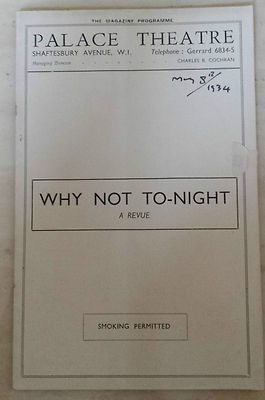 THE MAGAZINE PROGRAMME
PALACE THEATRE
SHAFTESBURY AVENUE, W.1. Telephone : Gerrard 6834-5
Managing Director . . . . . . . . CHARLES B. COCHRAN
May 8th
1934
WHY NOT TO-NIGHT
A REVUE.
SMOKING PERMITTED